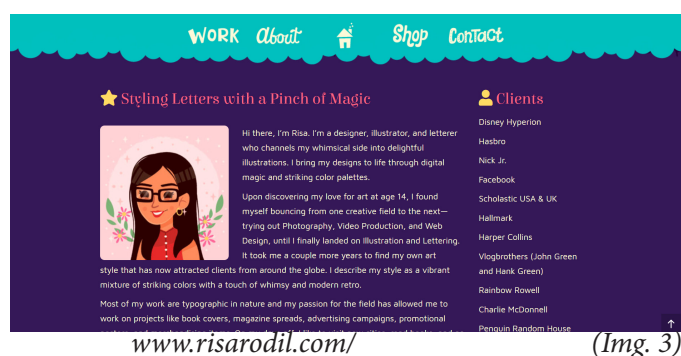 WORK About Shop Contact
Styling Letters with a Pinch of Magic
Hi there, I'm Risa. I'm a designer, illustrator, and letterer
who channels my whimsical side into delightful
illustrations. I bring my designs to life through digital
magic and striking color palettes.
Upon discovering my love for art at age 14, I found
myself bouncing from one creative field to the next—
trying out Photography, Video Production, and Web
Design, until I finally landed on Illustration and Lettering.
It took me a couple more years to find my own art
style that has now attracted clients from around the globe. I describe my style as a vibrant
mixture of striking colors with a touch of whimsy and modern retro.
Most of my work are typographic in nature and my passion for the field has allowed me to
work on projects like book covers, magazine spreads, advertising campaigns, promotional
Clients
Disney Hyperion
Hasbro
Nick Jr.
Facebook
Scholastic USA & UK
Hallmark
Harper Collins
Vlogbrothers (John Green
and Hank Green)
Rainbow Rowell
Charlie McDonnell
Penguin Random House
www.risarodil.com/ (Img. 3)